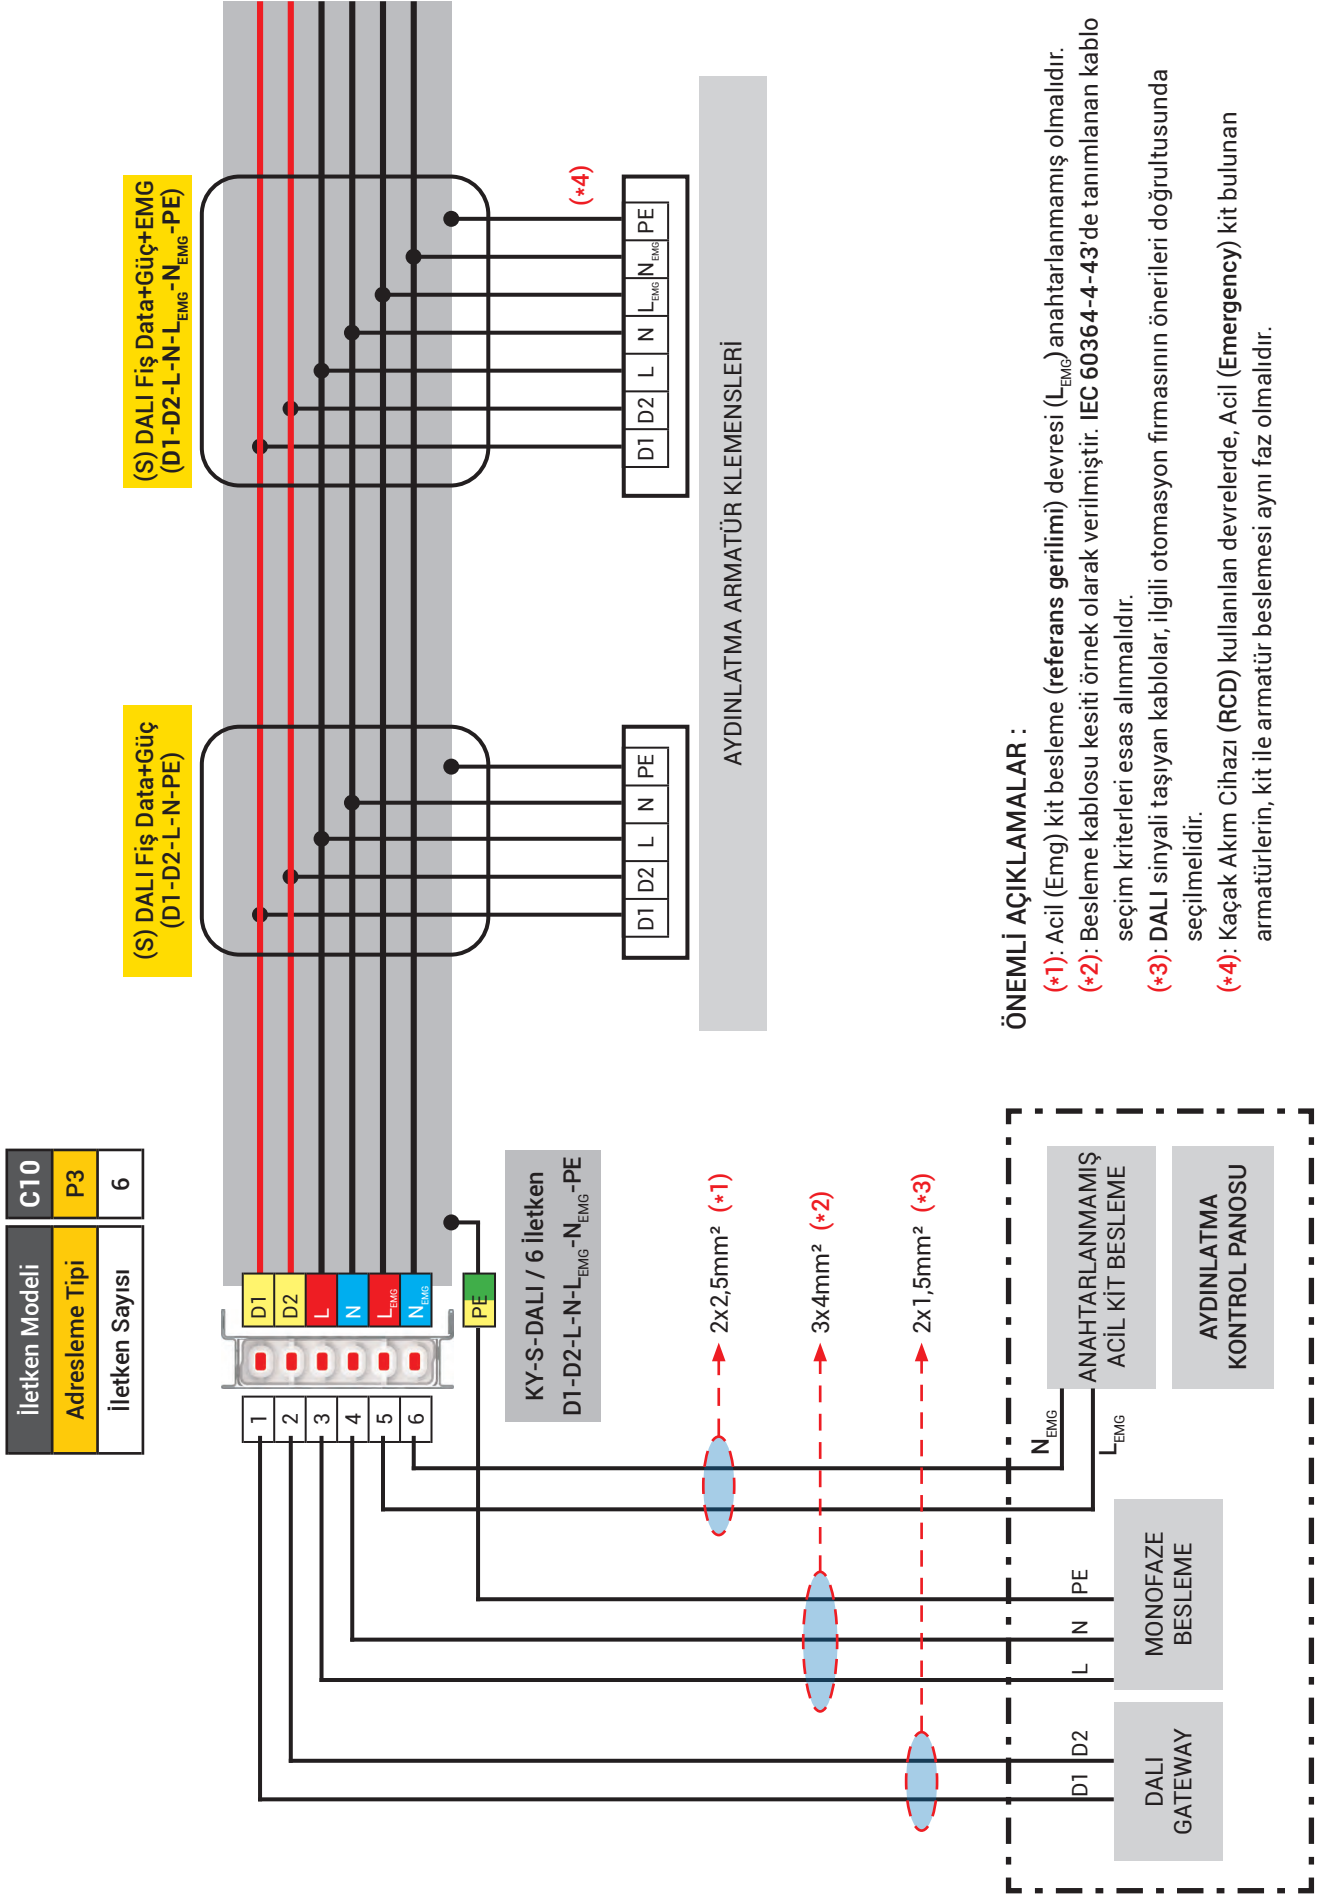 İletken Modeli C10
Adresleme Tipi P3
İletken Sayısı 6
(S) DALI Fiş Data+Güç
(D1-D2-L-N-PE)
(S) DALI Fiş Data+Güç+EMG
(D1-D2-L-N-LEMG-NEMG-PE)
1 D1
2 D2
3 L
4 N
5 LEMG
6 NEMG
PE
KY-S-DALI / 6 İletken
D1-D2-L-N-LEMG-NEMG-PE
D1 D2 L N PE
D1 D2 L N LEMG NEMG PE
(*4)
AYDINLATMA ARMATÜR KLEMENSLERİ
2x2,5mm² (*1)
3x4mm² (*2)
2x1,5mm² (*3)
D1 D2
L N PE
NEMG
LEMG
DALI
GATEWAY
MONOFAZE
BESLEME
ANAHTARLANMAMIŞ
ACİL KİT BESLEME
AYDINLATMA
KONTROL PANOSU
ÖNEMLİ AÇIKLAMALAR :
(*1): Acil (Emg) kit besleme (referans gerilimi) devresi (LEMG) anahtarlanmamış olmalıdır.
(*2): Besleme kablosu kesiti örnek olarak verilmiştir. IEC 60364-4-43'de tanımlanan kablo
seçim kriterleri esas alınmalıdır.
(*3): DALI sinyali taşıyan kablolar, ilgili otomasyon firmasının önerileri doğrultusunda
seçilmelidir.
(*4): Kaçak Akım Cihazı (RCD) kullanılan devrelerde, Acil (Emergency) kit bulunan
armatürlerin, kit ile armatür beslemesi aynı faz olmalıdır.